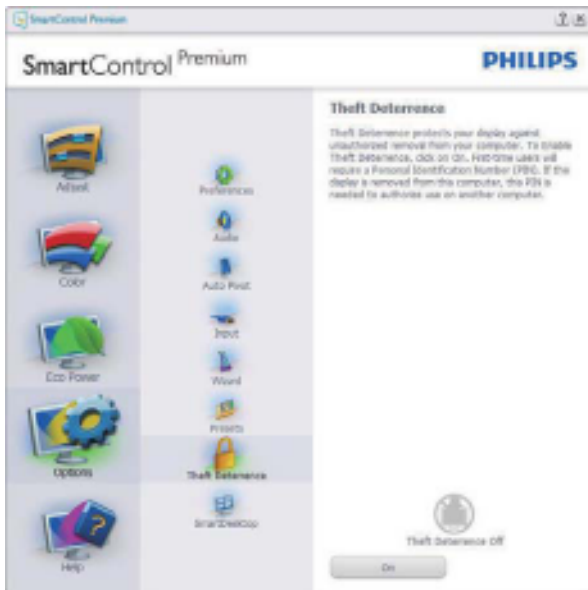 SmartControl Premium
SmartControl Premium
PHILIPS
Adjust
Color
Eco Power
Options
Help
Preferences
Audio
Auto Pivot
Input
Wizard
Presets
Theft Deterrence
SmartDesktop
Theft Deterrence
Theft Deterrence protects your display against
unauthorized removal from your computer. To Enable
Theft Deterrence, click on On. First-time users will
require a Personal Identification Number (PIN). If the
display is removed from this computer, this PIN is
needed to authorize use on another computer.
Theft Deterrence Off
On